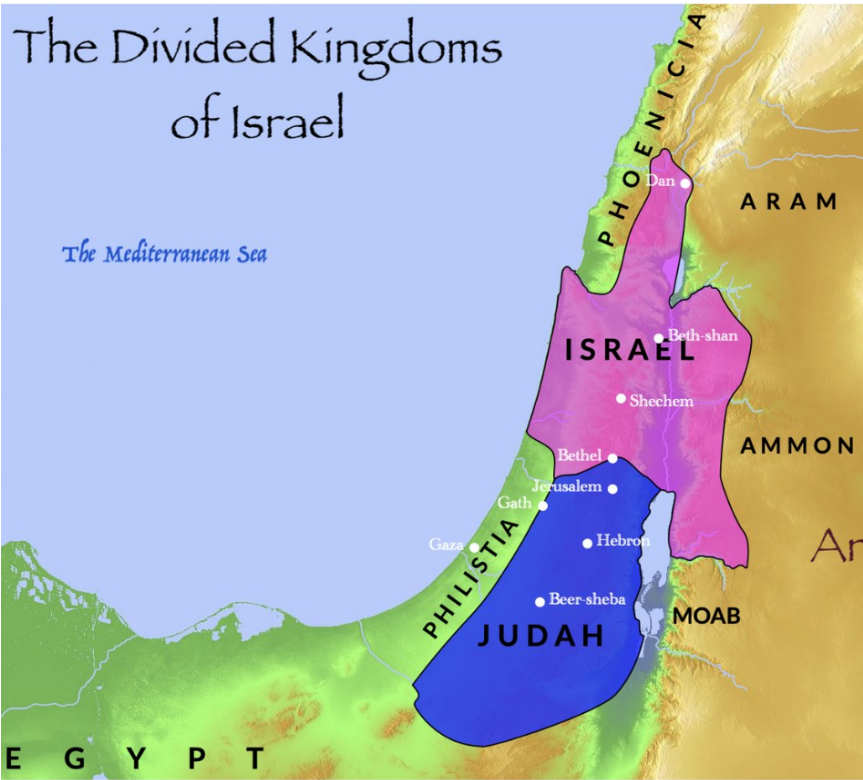 The Divided Kingdoms
of Israel
PHOENICIA
Dan
ARAM
The Mediterranean Sea
Beth-shan
ISRAEL
Shechem
AMMON
Bethel
Jerusalem
Gath
Gaza
Hebron
Ar
PHILISTIA
Beer-sheba
MOAB
JUDAH
EGYPT